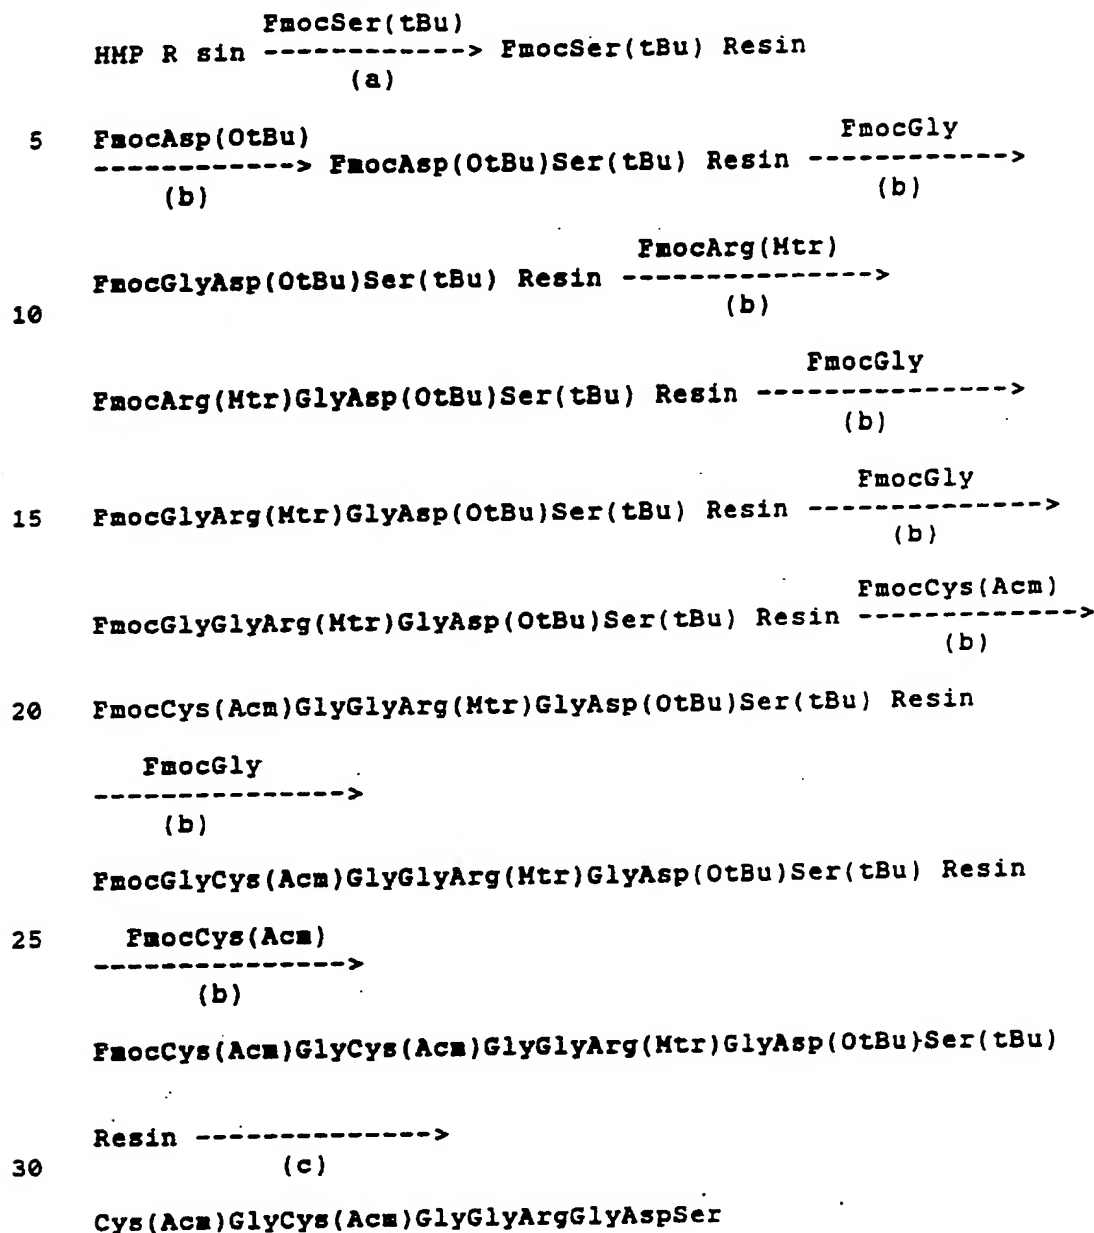 FmocSer(tBu)
HMP R sin ------------> FmocSer(tBu) Resin
(a)
5 FmocAsp(OtBu) FmocGly
------------> FmocAsp(OtBu)Ser(tBu) Resin ------------>
(b) (b)
FmocArg(Mtr)
FmocGlyAsp(OtBu)Ser(tBu) Resin --------------->
10 (b)
FmocGly
FmocArg(Mtr)GlyAsp(OtBu)Ser(tBu) Resin --------------->
(b)
FmocGly
15 FmocGlyArg(Mtr)GlyAsp(OtBu)Ser(tBu) Resin -------------->
(b)
FmocCys(Acm)
FmocGlyGlyArg(Mtr)GlyAsp(OtBu)Ser(tBu) Resin ------------->
(b)
20 FmocCys(Acm)GlyGlyArg(Mtr)GlyAsp(OtBu)Ser(tBu) Resin
FmocGly
--------------->
(b)
FmocGlyCys(Acm)GlyGlyArg(Mtr)GlyAsp(OtBu)Ser(tBu) Resin
25 FmocCys(Acm)
--------------->
(b)
FmocCys(Acm)GlyCys(Acm)GlyGlyArg(Mtr)GlyAsp(OtBu)Ser(tBu)
Resin -------------->
30 (c)
Cys(Acm)GlyCys(Acm)GlyGlyArgGlyAspSer